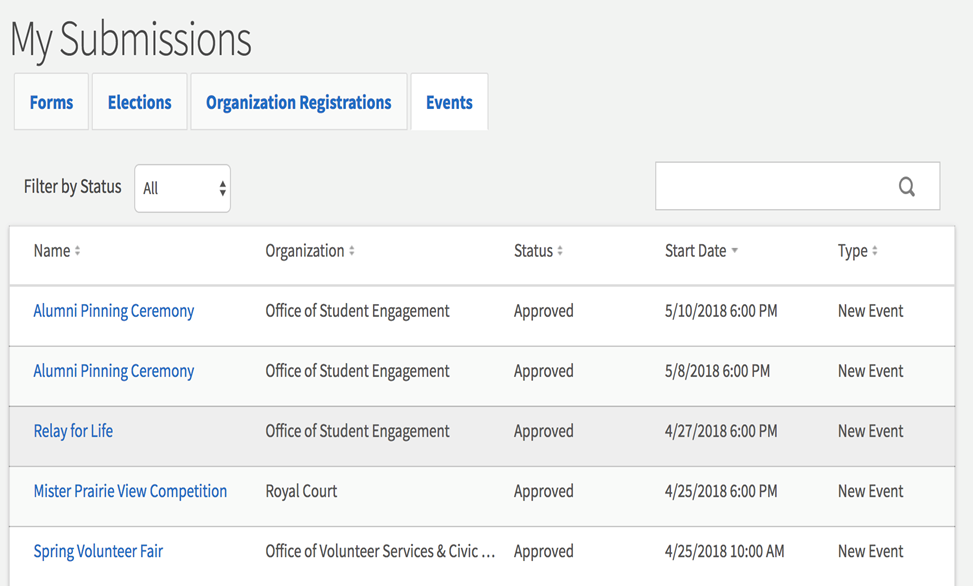 My Submissions
Forms Elections Organization Registrations Events
Filter by Status All
Name Organization Status Start Date Type
Alumni Pinning Ceremony Office of Student Engagement Approved 5/10/2018 6:00 PM New Event
Alumni Pinning Ceremony Office of Student Engagement Approved 5/8/2018 6:00 PM New Event
Relay for Life Office of Student Engagement Approved 4/27/2018 6:00 PM New Event
Mister Prairie View Competition Royal Court Approved 4/25/2018 6:00 PM New Event
Spring Volunteer Fair Office of Volunteer Services & Civic ... Approved 4/25/2018 10:00 AM New Event